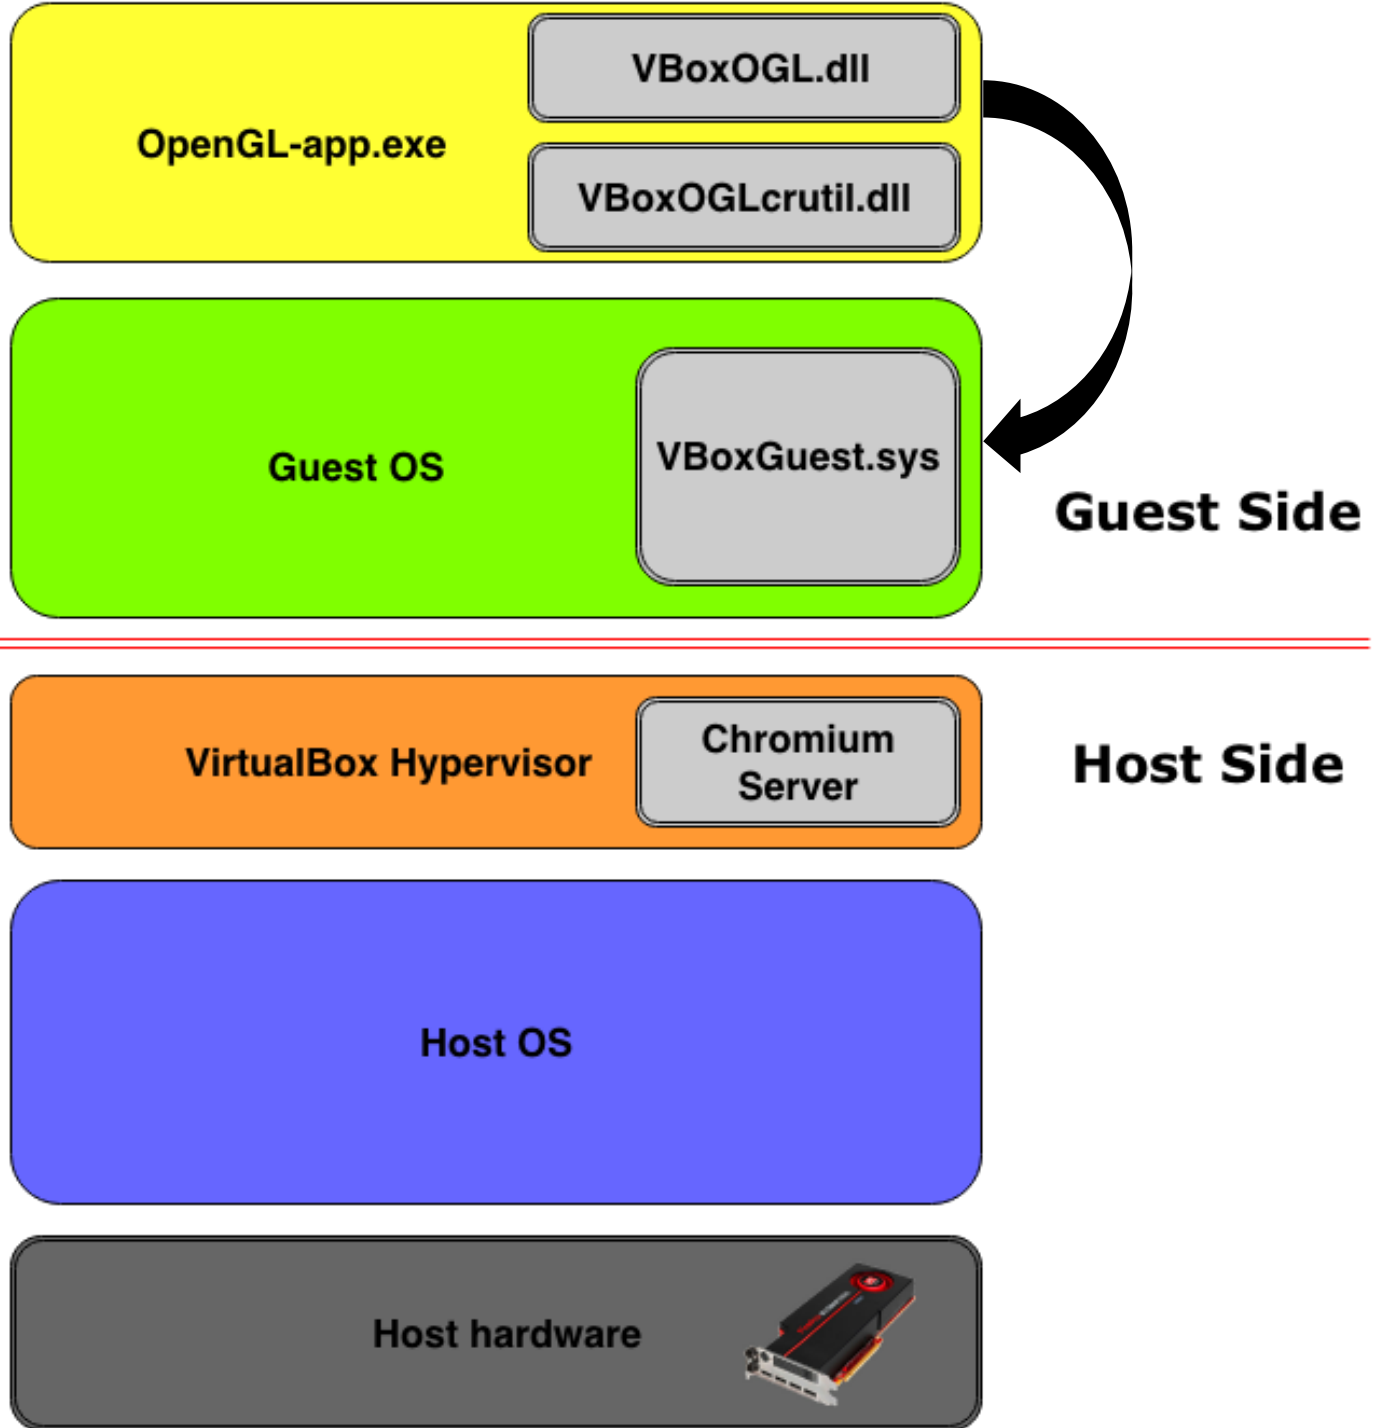 VBoxOGL.dll
OpenGL-app.exe
VBoxOGLcrutil.dll
Guest OS
VBoxGuest.sys
Guest Side
VirtualBox Hypervisor
Chromium
Server
Host Side
Host OS
Host hardware